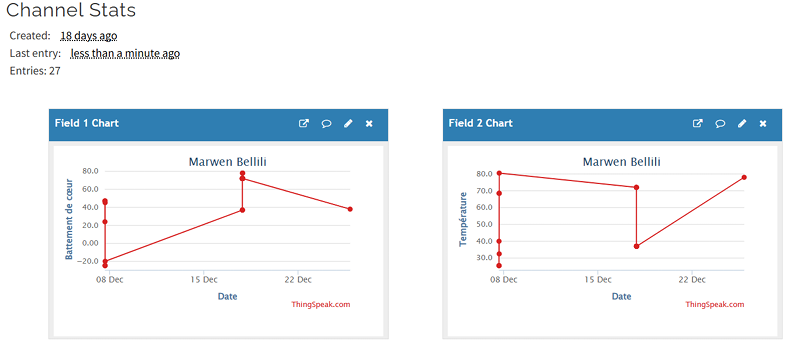 Channel Stats
Created: 18 days ago
Last entry: less than a minute ago
Entries: 27
Field 1 Chart
Marwen Bellili
Battement de cœur
80.0
60.0
40.0
20.0
0.00
−20.0
08 Dec 15 Dec 22 Dec
Date
ThingSpeak.com
Field 2 Chart
Marwen Bellili
Température
80.0
70.0
60.0
50.0
40.0
30.0
08 Dec 15 Dec 22 Dec
Date
ThingSpeak.com